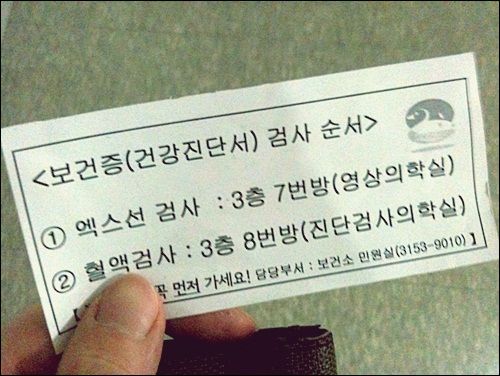 <보건증(건강진단서) 검사 순서>
① 엑스선 검사 : 3층 7번방(영상의학실)
② 혈액검사 : 3층 8번방(진단검사의학실)
【 꼭 먼저 가세요! 담당부서 : 보건소 민원실(3153-9010) 】